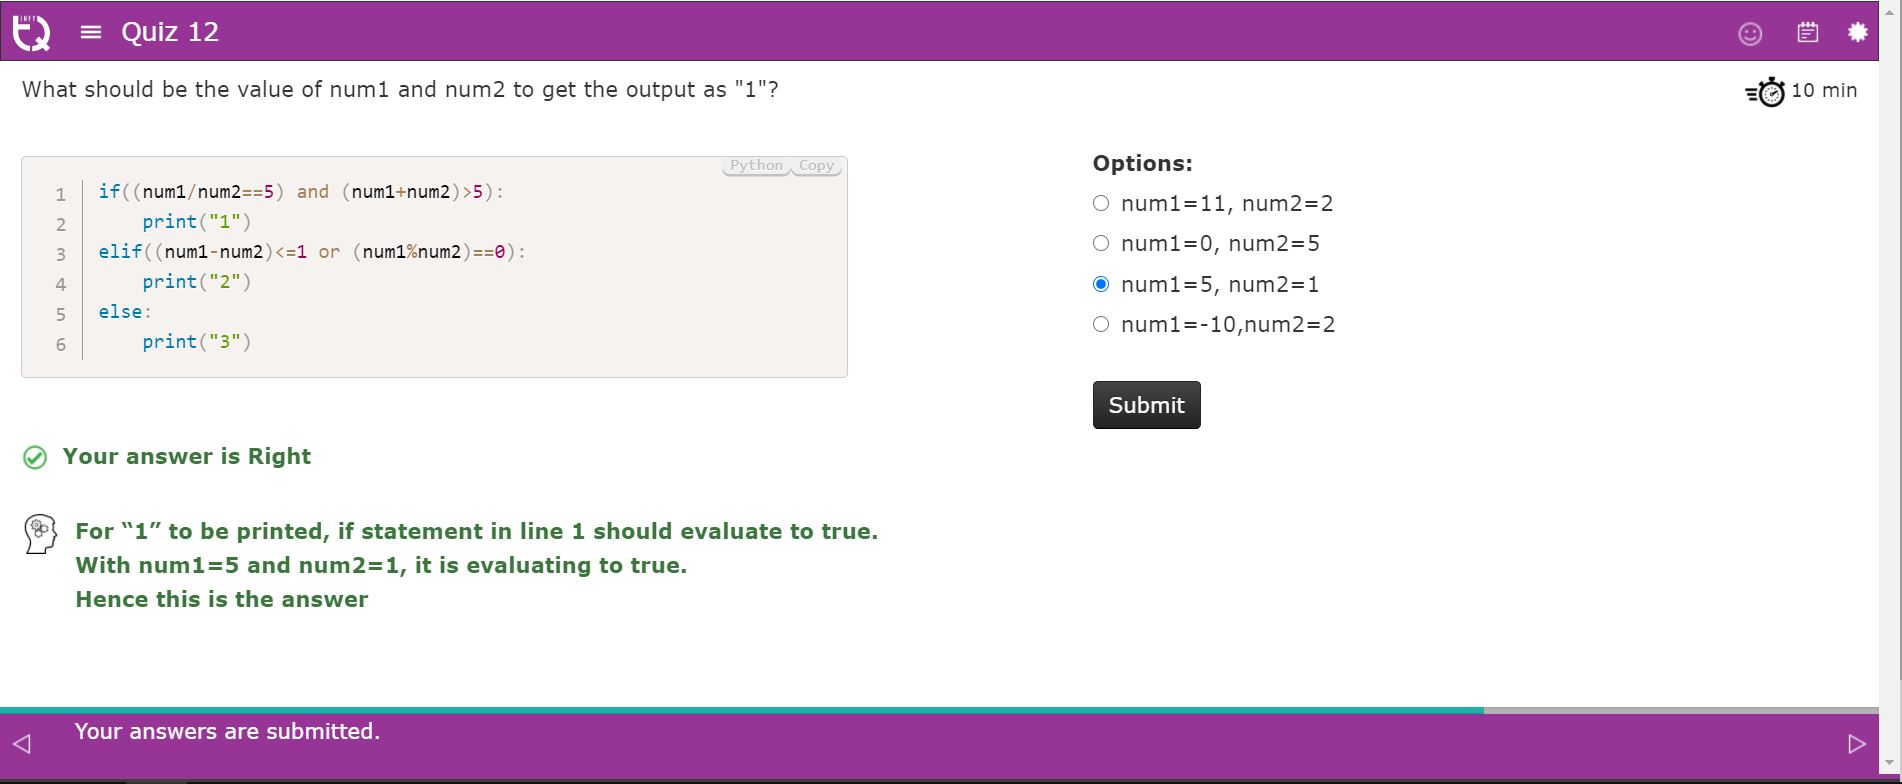 INFY
TQ
Quiz 12
What should be the value of num1 and num2 to get the output as "1"?
10 min
Python Copy
1 if((num1/num2==5) and (num1+num2)>5):
2     print("1")
3 elif((num1-num2)<=1 or (num1%num2)==0):
4     print("2")
5 else:
6     print("3")
Options:
num1=11, num2=2
num1=0, num2=5
num1=5, num2=1
num1=-10,num2=2
Submit
Your answer is Right
For “1” to be printed, if statement in line 1 should evaluate to true.
With num1=5 and num2=1, it is evaluating to true.
Hence this is the answer
Your answers are submitted.